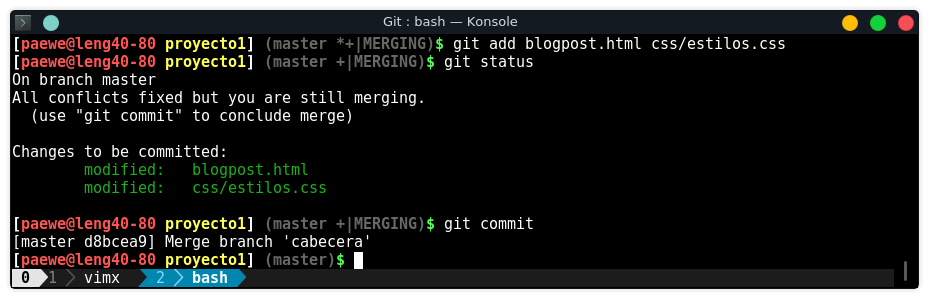 Git : bash — Konsole
[paewe@leng40-80 proyecto1] (master *+|MERGING)$ git add blogpost.html css/estilos.css
[paewe@leng40-80 proyecto1] (master +|MERGING)$ git status
On branch master
All conflicts fixed but you are still merging.
  (use "git commit" to conclude merge)

Changes to be committed:
        modified:   blogpost.html
        modified:   css/estilos.css

[paewe@leng40-80 proyecto1] (master +|MERGING)$ git commit
[master d8bcea9] Merge branch 'cabecera'
[paewe@leng40-80 proyecto1] (master)$
0 1 vimx 2 bash